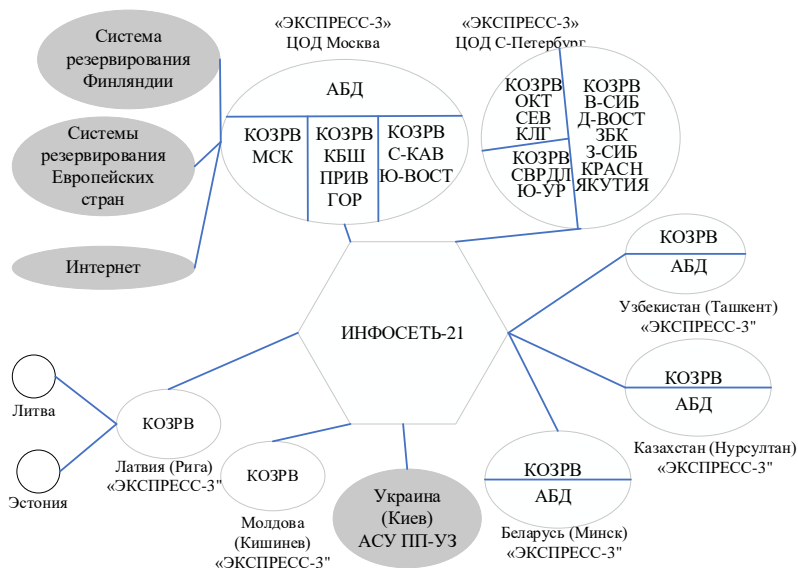 Система
резервирования
Финляндии
Системы
резервирования
Европейских
стран
Интернет
«ЭКСПРЕСС-3»
ЦОД Москва
АБД
КОЗРВ
МСК
КОЗРВ
КБШ
ПРИВ
ГОР
КОЗРВ
С-КАВ
Ю-ВОСТ
«ЭКСПРЕСС-3»
ЦОД С-Петербург
КОЗРВ
ОКТ
СЕВ
КЛГ
КОЗРВ
СВРДЛ
Ю-УР
КОЗРВ
В-СИБ
Д-ВОСТ
ЗБК
З-СИБ
КРАСН
ЯКУТИЯ
ИНФОСЕТЬ-21
КОЗРВ
АБД
Узбекистан (Ташкент)
«ЭКСПРЕСС-3"
КОЗРВ
АБД
Казахстан (Нурсултан)
«ЭКСПРЕСС-3"
КОЗРВ
АБД
Беларусь (Минск)
«ЭКСПРЕСС-3"
Украина
(Киев)
АСУ ПП-УЗ
КОЗРВ
Молдова
(Кишинев)
«ЭКСПРЕСС-3"
КОЗРВ
Латвия (Рига)
«ЭКСПРЕСС-3"
Литва
Эстония